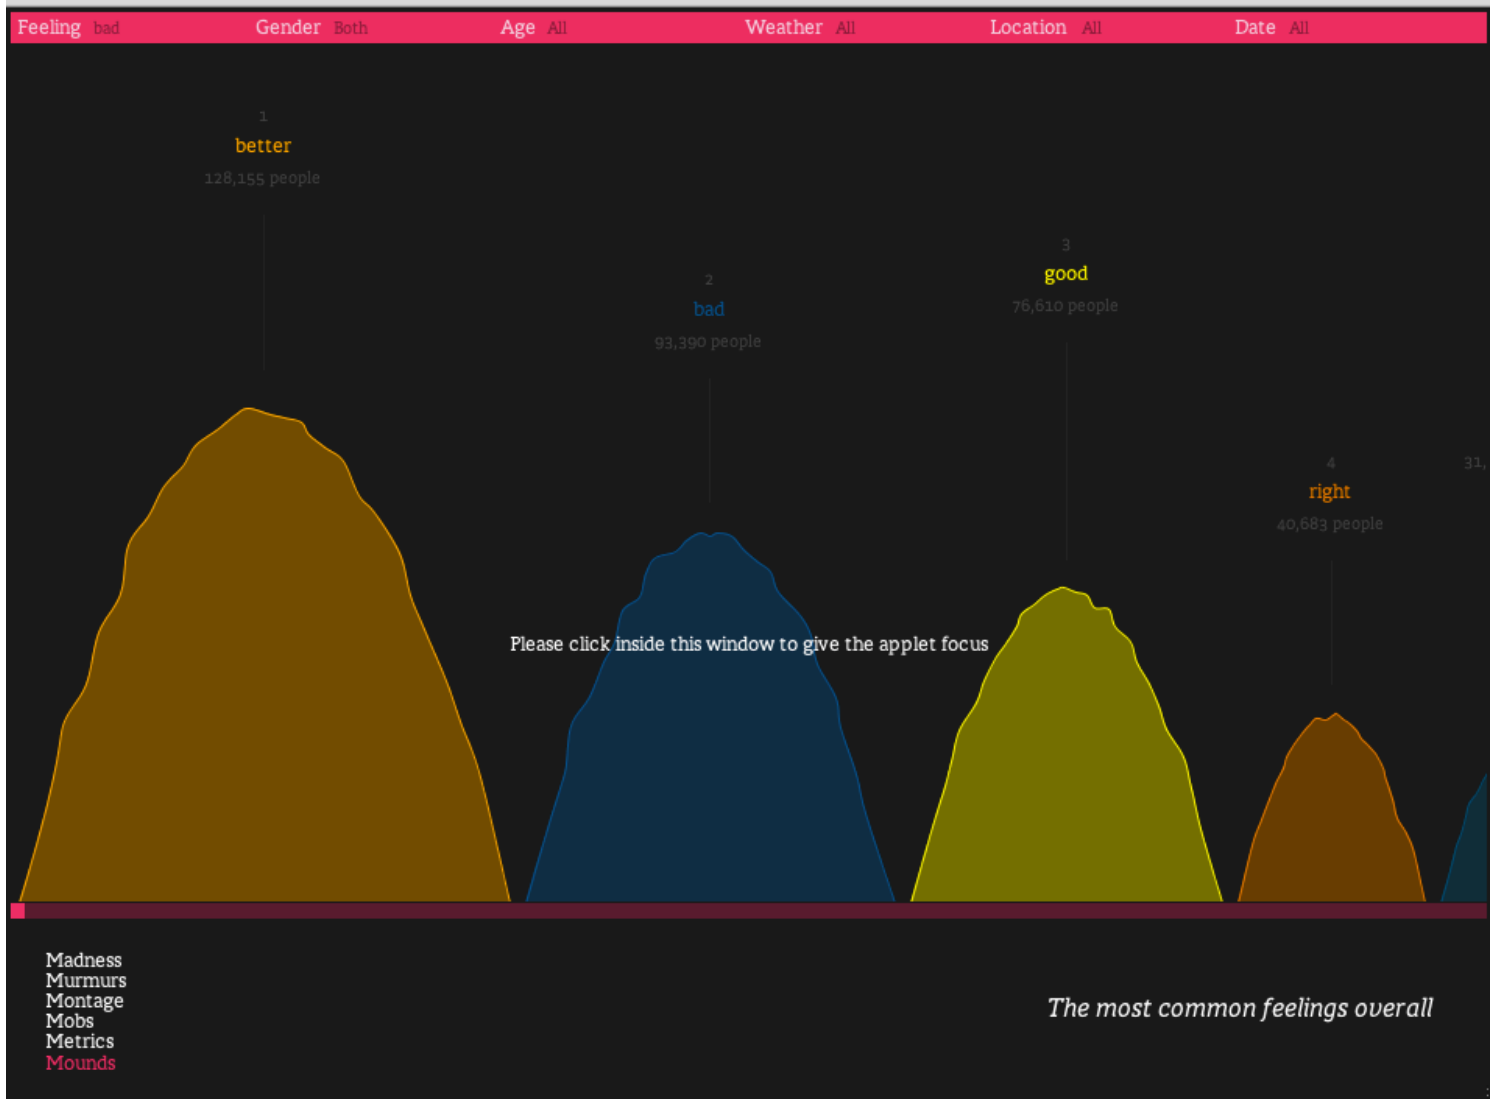 Feeling bad Gender Both Age All Weather All Location All Date All
1
better
128,155 people
2
bad
93,390 people
3
good
76,610 people
4
right
40,683 people
31,
Please click inside this window to give the applet focus
Madness
Murmurs
Montage
Mobs
Metrics
Mounds
The most common feelings overall